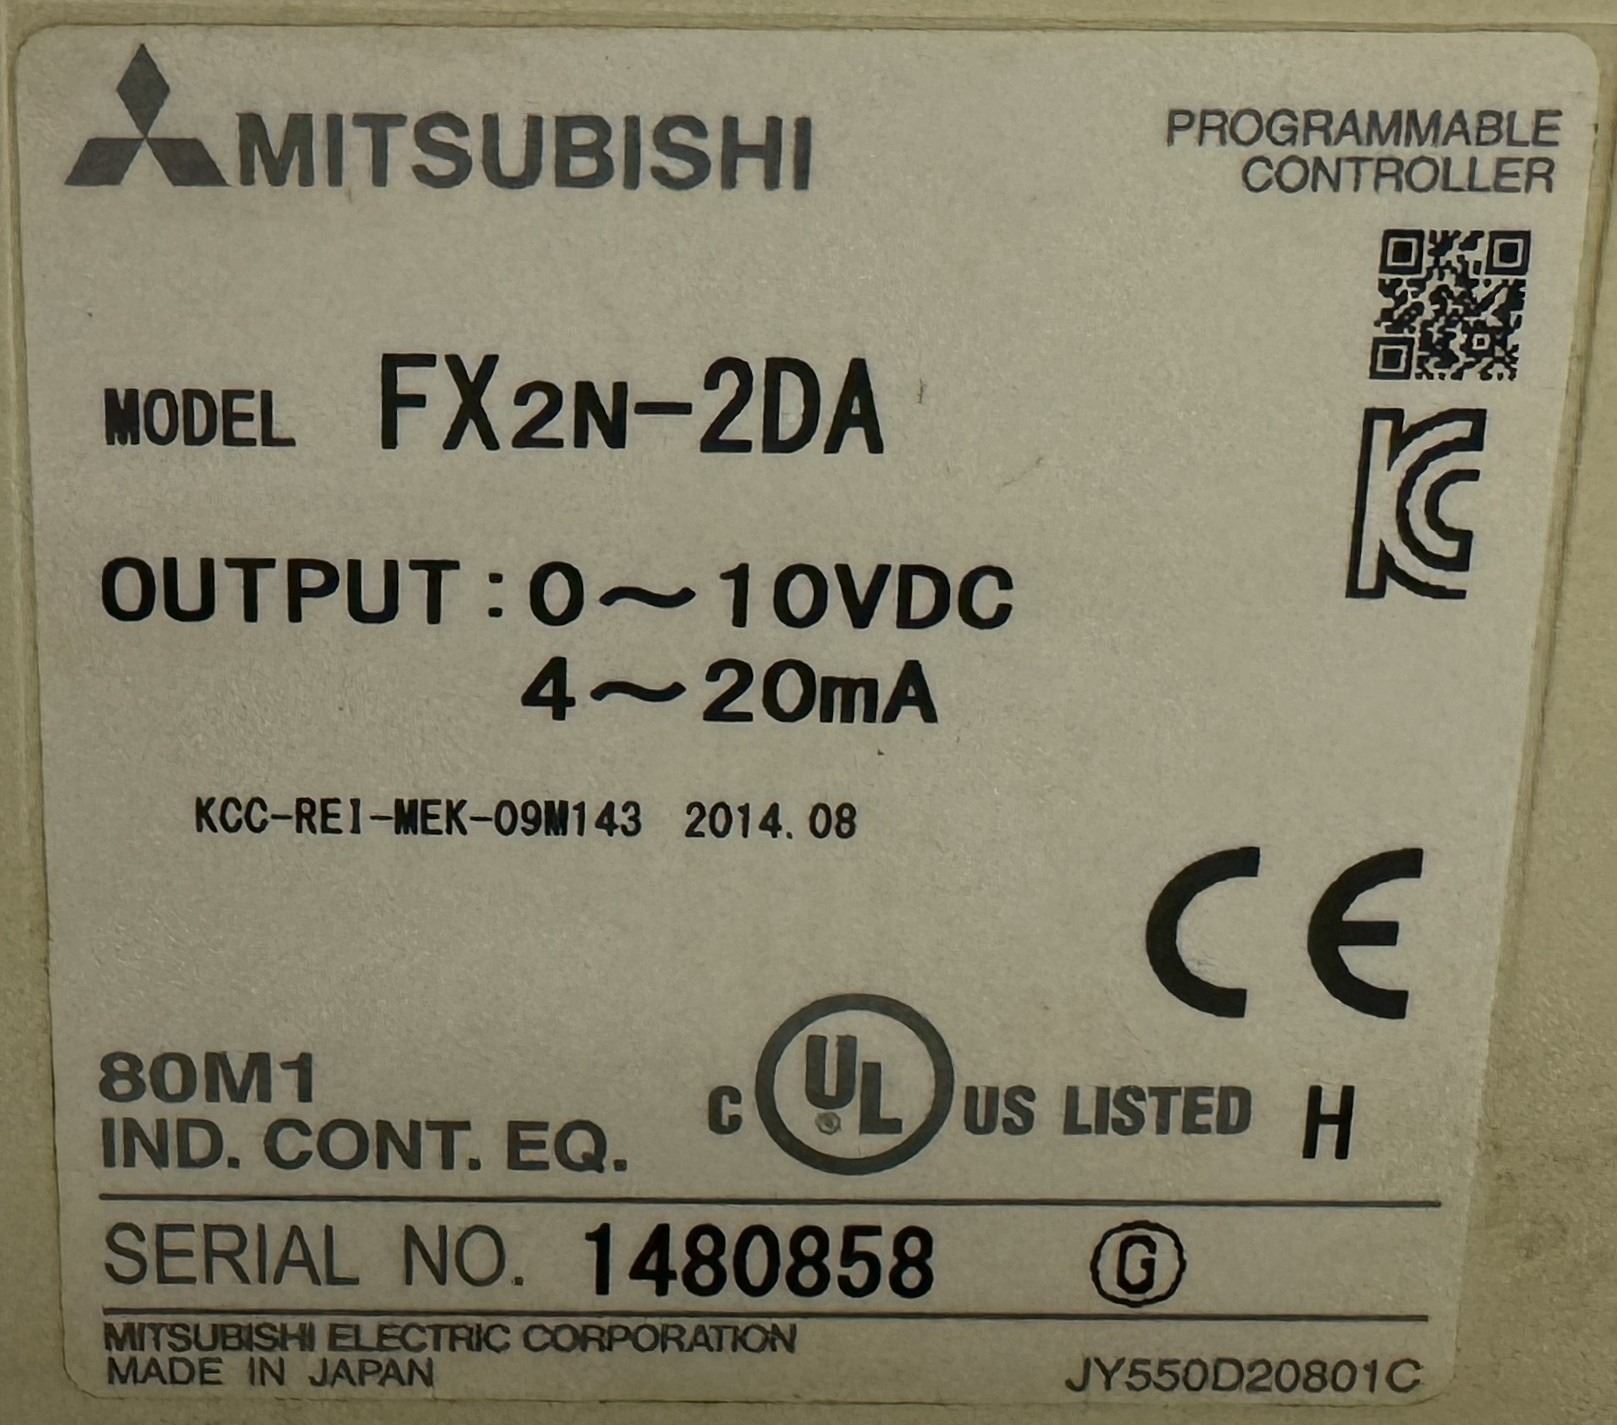 MITSUBISHI
PROGRAMMABLE
CONTROLLER
MODEL FX2N-2DA
OUTPUT : 0～10VDC
4～20mA
KCC-REI-MEK-09M143 2014.08
CE
80M1
IND. CONT. EQ.
C UL ® US LISTED H
SERIAL NO. 1480858 G
MITSUBISHI ELECTRIC CORPORATION
MADE IN JAPAN
JY550D20801C